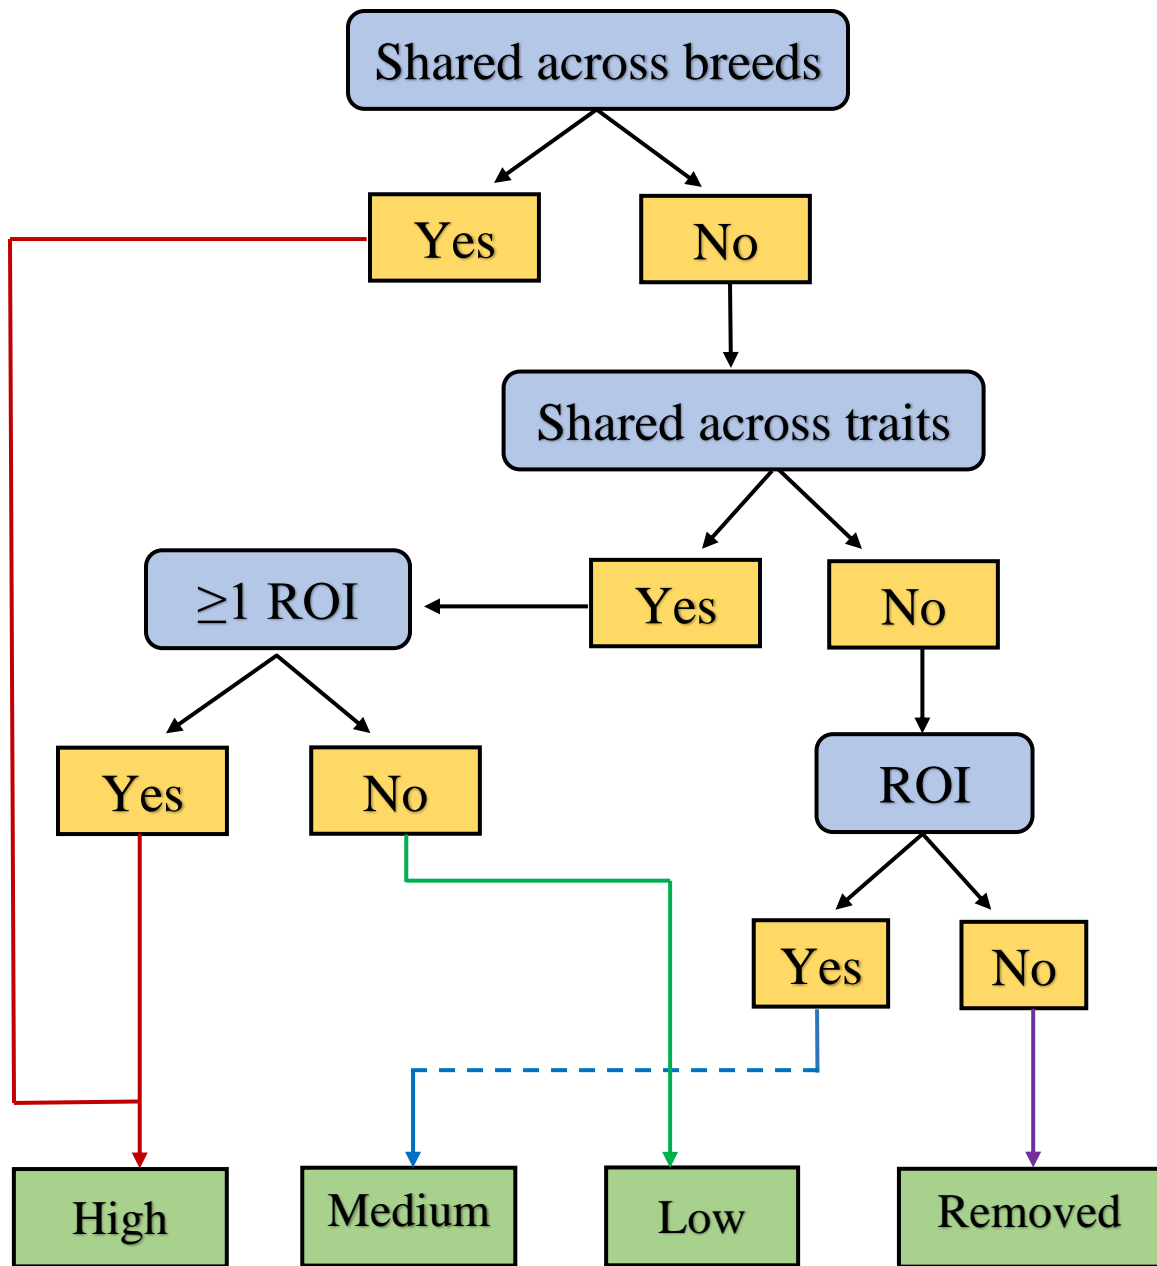 Shared across breeds
Yes
No
Shared across traits
≥1 ROI
Yes
No
Yes
No
ROI
Yes
No
High
Medium
Low
Removed